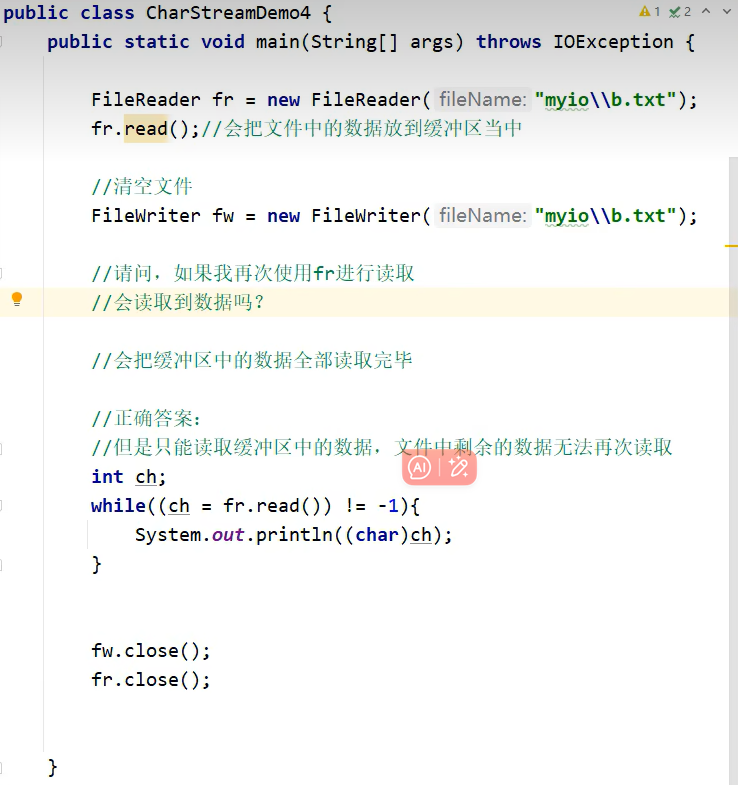 public class CharStreamDemo4 {
1 2
public static void main(String[] args) throws IOException {
FileReader fr = new FileReader( fileName: "myio\\b.txt");
fr.read();//会把文件中的数据放到缓冲区当中
//清空文件
FileWriter fw = new FileWriter( fileName: "myio\\b.txt");
//请问，如果我再次使用fr进行读取
//会读取到数据吗？
//会把缓冲区中的数据全部读取完毕
//正确答案：
//但是只能读取缓冲区中的数据，文件中剩余的数据无法再次读取
AI
int ch;
while((ch = fr.read()) != -1){
System.out.println((char)ch);
}
fw.close();
fr.close();
}